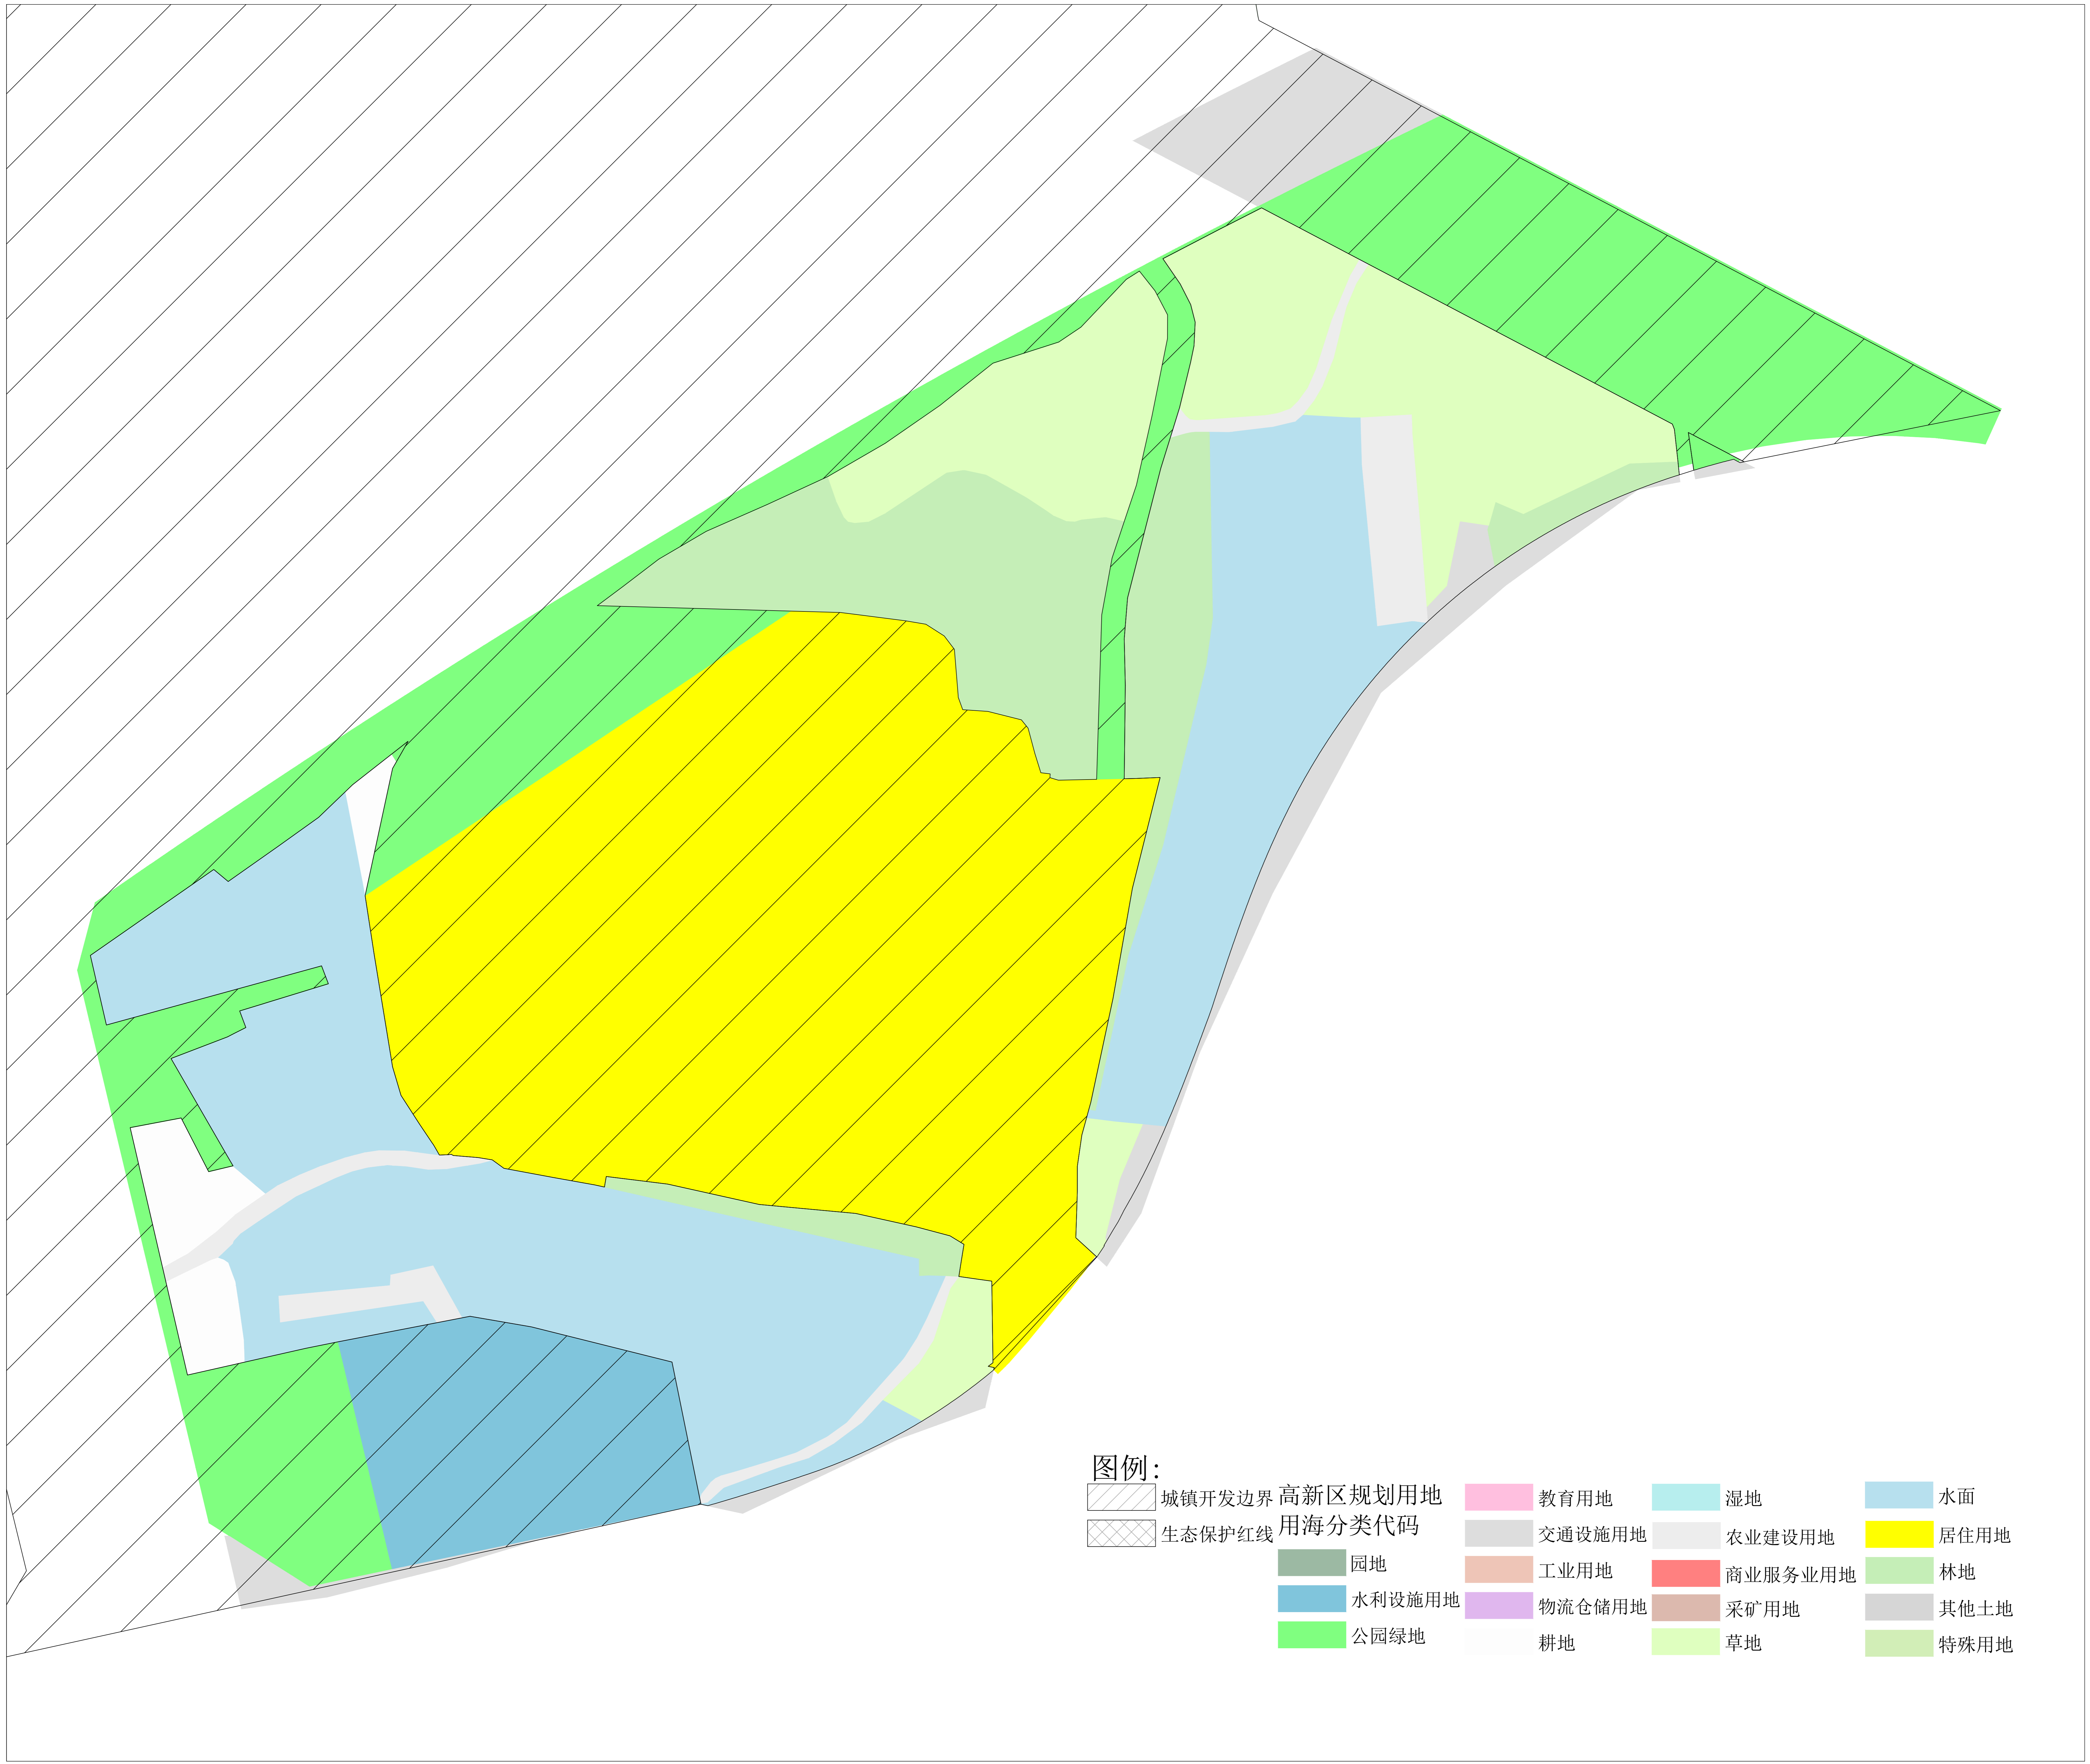 图例：
城镇开发边界
生态保护红线
高新区规划用地
用海分类代码
园地
水利设施用地
公园绿地
教育用地
交通设施用地
工业用地
物流仓储用地
耕地
湿地
农业建设用地
商业服务业用地
采矿用地
草地
水面
居住用地
林地
其他土地
特殊用地